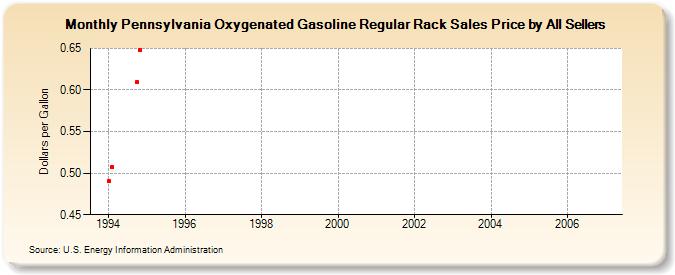 Monthly Pennsylvania Oxygenated Gasoline Regular Rack Sales Price by All Sellers
Dollars per Gallon
0.65
0.60
0.55
0.50
0.45
1994 1996 1998 2000 2002 2004 2006
Source: U.S. Energy Information Administration